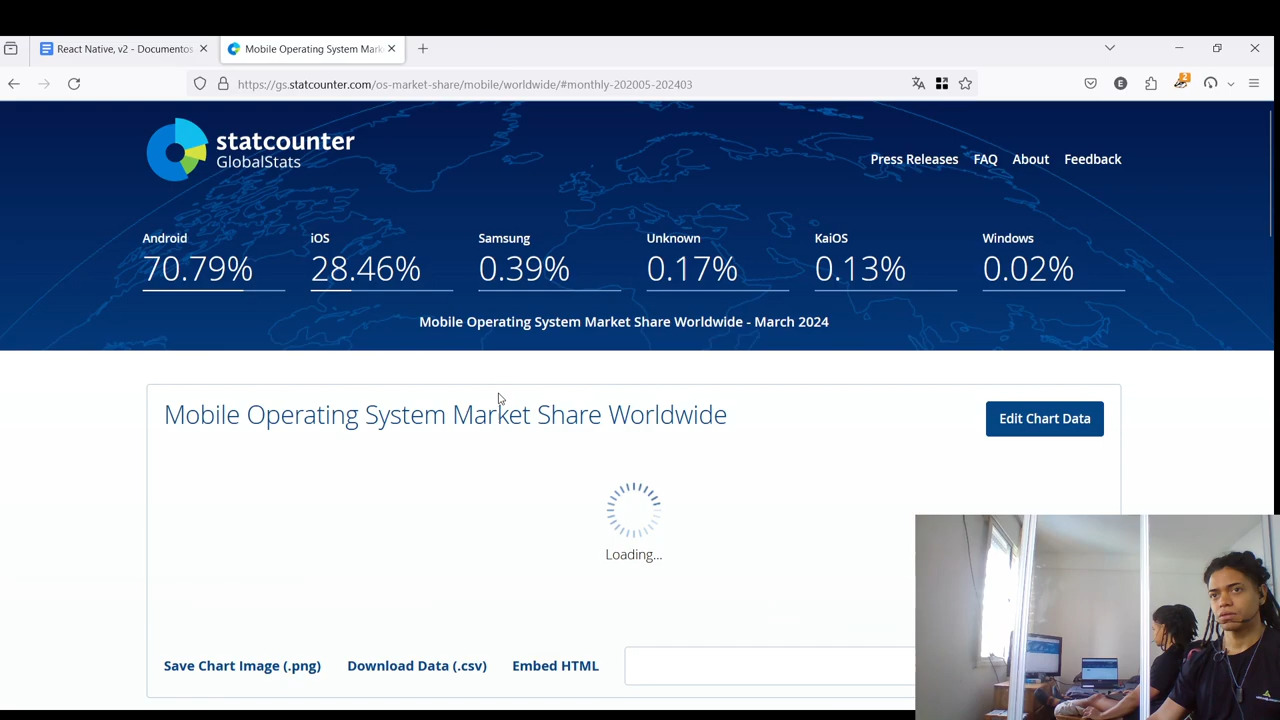 React Native, v2 - Documentos
Mobile Operating System Mark
https://gs.statcounter.com/os-market-share/mobile/worldwide/#monthly-202005-202403
E
2
statcounter
GlobalStats
Press Releases FAQ About Feedback
Android iOS Samsung Unknown KaiOS Windows
70.79% 28.46% 0.39% 0.17% 0.13% 0.02%
Mobile Operating System Market Share Worldwide - March 2024
Mobile Operating System Market Share Worldwide
Edit Chart Data
Loading...
Save Chart Image (.png) Download Data (.csv) Embed HTML